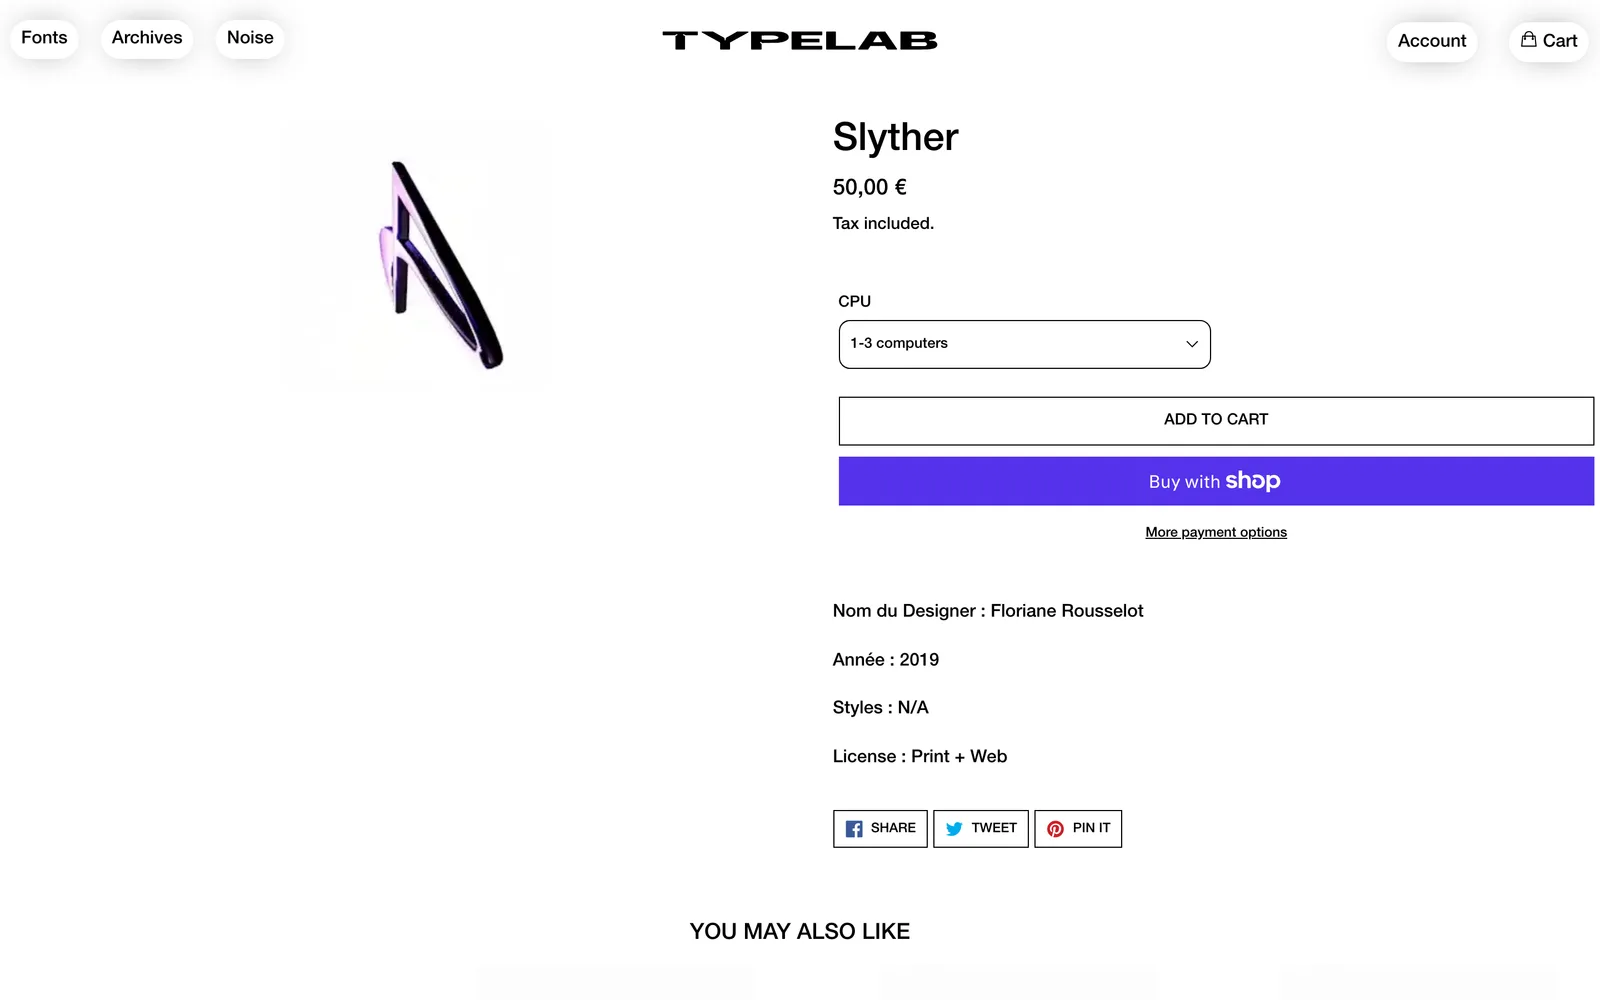 Fonts
Archives
Noise
TYPELAB
Account
Cart
Slyther
50,00 €
Tax included.
CPU
1-3 computers
ADD TO CART
Buy with shop
More payment options
Nom du Designer : Floriane Rousselot
Année : 2019
Styles : N/A
License : Print + Web
SHARE
TWEET
PIN IT
YOU MAY ALSO LIKE